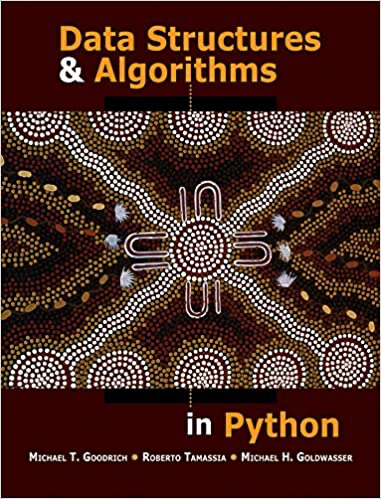 Data Structures
& Algorithms
in Python
MICHAEL T. GOODRICH • ROBERTO TAMASSIA • MICHAEL H. GOLDWASSER